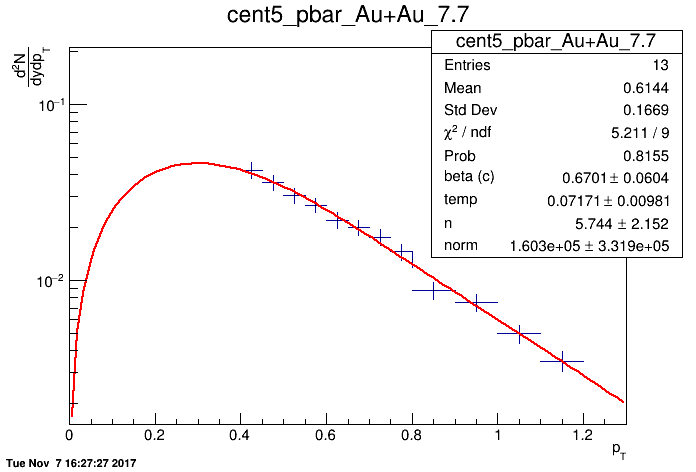 cent5_pbar_Au+Au_7.7
d²N
dydp_T
cent5_pbar_Au+Au_7.7
Entries 13
Mean 0.6144
Std Dev 0.1669
χ² / ndf 5.211 / 9
Prob 0.8155
beta (c) 0.6701 ± 0.0604
temp 0.07171 ± 0.00981
n 5.744 ± 2.152
norm 1.603e+05 ± 3.319e+05
10⁻¹
10⁻²
0 0.2 0.4 0.6 0.8 1 1.2
p_T
Tue Nov 7 16:27:27 2017